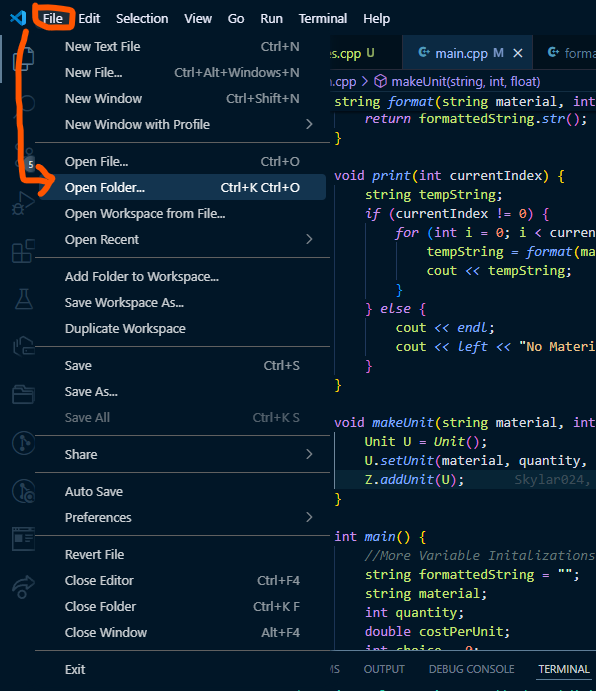 File Edit Selection View Go Run Terminal Help
New Text File Ctrl+N
New File... Ctrl+Alt+Windows+N
New Window Ctrl+Shift+N
New Window with Profile
Open File... Ctrl+O
Open Folder... Ctrl+K Ctrl+O
Open Workspace from File...
Open Recent
Add Folder to Workspace...
Save Workspace As...
Duplicate Workspace
Save Ctrl+S
Save As...
Save All Ctrl+K S
Share
Auto Save
Preferences
Revert File
Close Editor Ctrl+F4
Close Folder Ctrl+K F
Close Window Alt+F4
Exit
5
es.cpp U main.cpp M forma
n.cpp > makeUnit(string, int, float)
string format(string material, int
return formattedString.str();
}
void print(int currentIndex) {
string tempString;
if (currentIndex != 0) {
for (int i = 0; i < curren
tempString = format(ma
cout << tempString;
}
} else {
cout << endl;
cout << left << "No Materi
}
}
void makeUnit(string material, int
Unit U = Unit();
U.setUnit(material, quantity,
Z.addUnit(U); Skylar024,
}
int main() {
//More Variable Initalizations
string formattedString = "";
string material;
int quantity;
double costPerUnit;
int choice = 0;
MS OUTPUT DEBUG CONSOLE TERMINAL